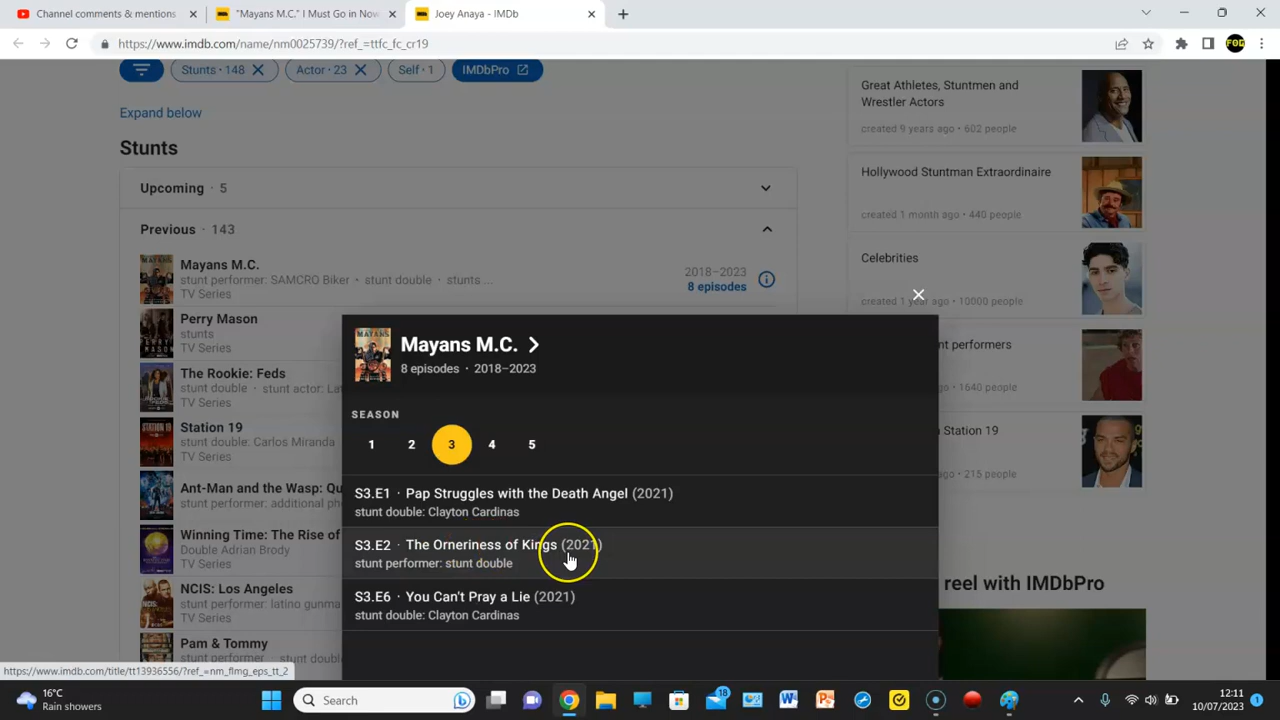 Channel comments & mentions
"Mayans M.C." I Must Go in Now
Joey Anaya - IMDb
https://www.imdb.com/name/nm0025739/?ref_=ttfc_fc_cr19
FOG
Stunts · 148
Actor · 23
Self · 1
IMDbPro
Expand below
Stunts
Upcoming · 5
Previous · 143
Mayans M.C.
stunt performer: SAMCRO Biker · stunt double · stunts ...
TV Series
2018–2023
8 episodes
Perry Mason
stunts
TV Series
The Rookie: Feds
stunt double · stunt actor:
TV Series
Station 19
stunt double: Carlos Miranda
TV Series
Ant-Man and the Wasp:
stunt performer: additional
Winning Time: The Rise of
Double Adrian Brody
TV Series
NCIS: Los Angeles
stunt performer: latino
TV Series
Pam & Tommy
stunt performer ·
Great Athletes, Stuntmen and
Wrestler Actors
created 9 years ago • 602 people
Hollywood Stuntman Extraordinaire
created 1 month ago • 440 people
Celebrities
created 1 year ago • 10000 people
performers
1640 people
Station 19
215 people
reel with IMDbPro
MAYANS
Mayans M.C.
8 episodes · 2018–2023
SEASON
1 2 3 4 5
S3.E1 · Pap Struggles with the Death Angel (2021)
stunt double: Clayton Cardinas
S3.E2 · The Orneriness of Kings (2021)
stunt performer: stunt double
S3.E6 · You Can't Pray a Lie (2021)
stunt double: Clayton Cardinas
https://www.imdb.com/title/tt13936556/?ref_=nm_flmg_eps_tt_2
16°C
Rain showers
Search
18
12:11
10/07/2023